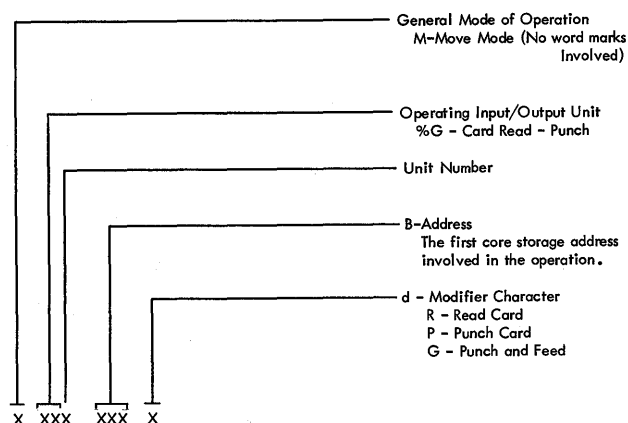 General Mode of Operation
M-Move Mode (No word marks
Involved)
Operating Input/Output Unit
%G - Card Read - Punch
Unit Number
B-Address
The first core storage address
involved in the operation.
d - Modifier Character
R - Read Card
P - Punch Card
G - Punch and Feed
X XXX XXX X